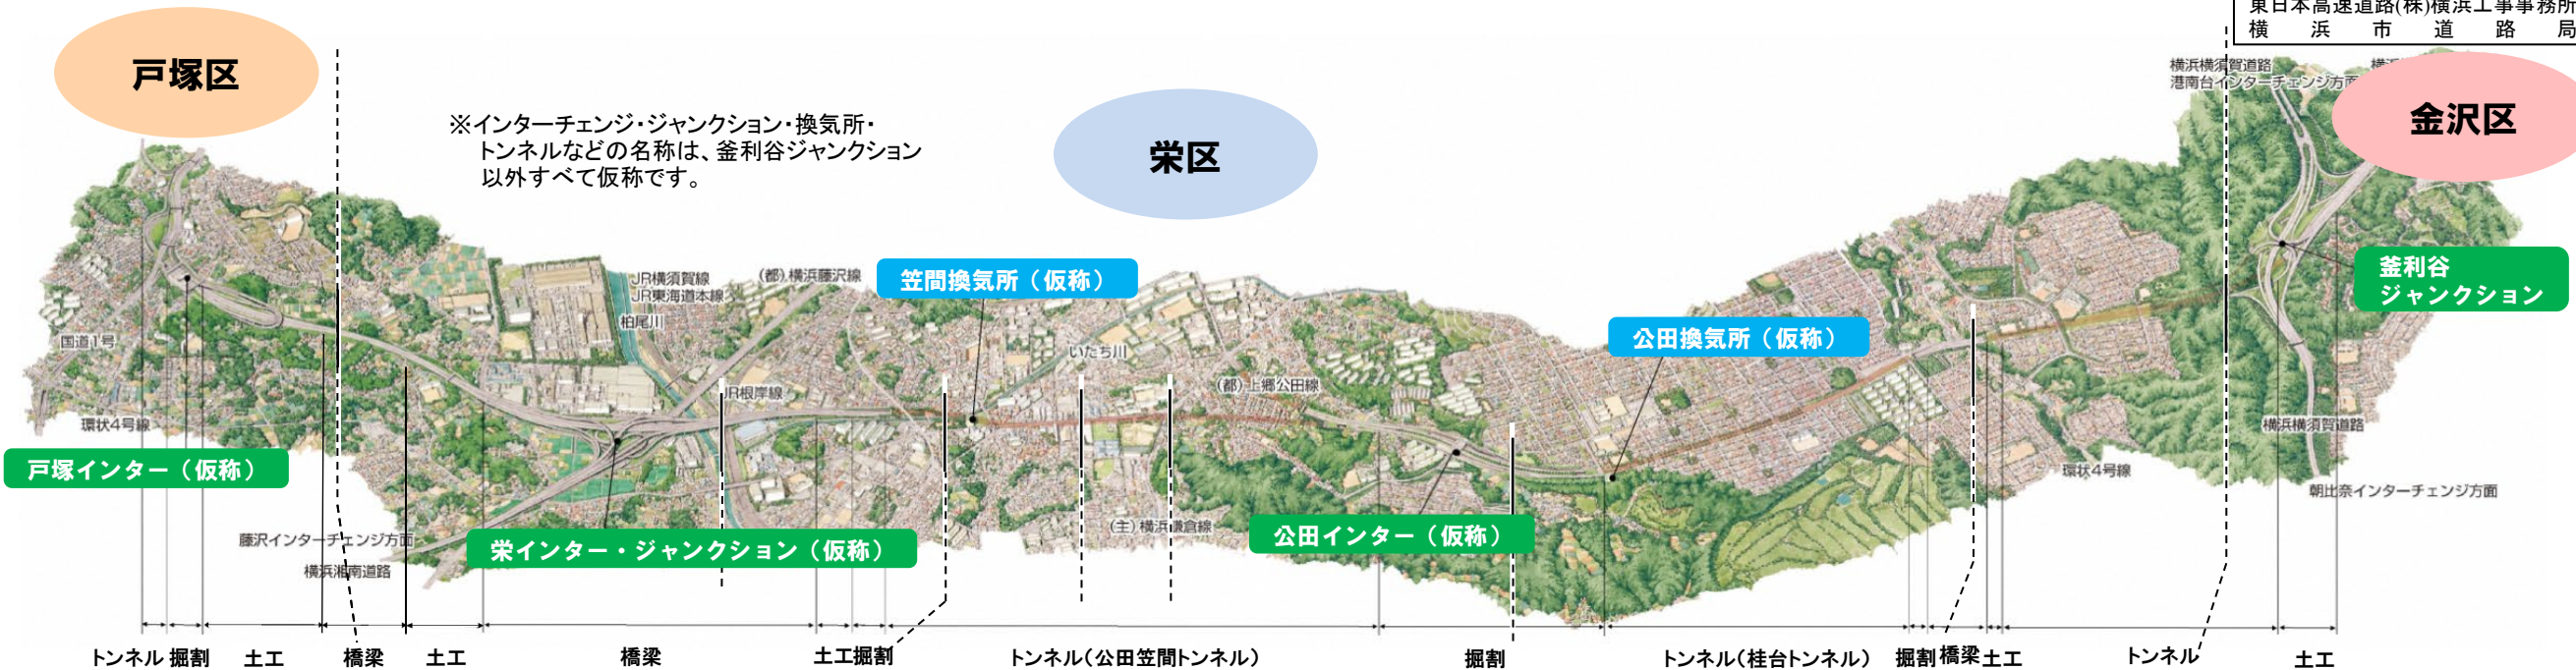 東日本高速道路(株)横浜工事事務所
横浜市道路局
戸塚区
栄区
金沢区
※インターチェンジ・ジャンクション・換気所・
トンネルなどの名称は、釜利谷ジャンクション
以外すべて仮称です。
横浜横須賀道路
港南台インターチェンジ方面
釜利谷
ジャンクション
JR横須賀線
JR東海道本線
(都)横浜藤沢線
笠間換気所（仮称）
柏尾川
国道1号
いたち川
公田換気所（仮称）
JR根岸線
(都)上郷公田線
環状4号線
横浜横須賀道路
戸塚インター（仮称）
環状4号線
朝比奈インターチェンジ方面
藤沢インターチェンジ方面
横浜湘南道路
栄インター・ジャンクション（仮称）
(主)横浜鎌倉線
公田インター（仮称）
トンネル 掘割 土工 橋梁 土工 橋梁 土工 掘割 トンネル(公田笠間トンネル) 掘割 トンネル(桂台トンネル) 掘割 橋梁 土工 トンネル 土工